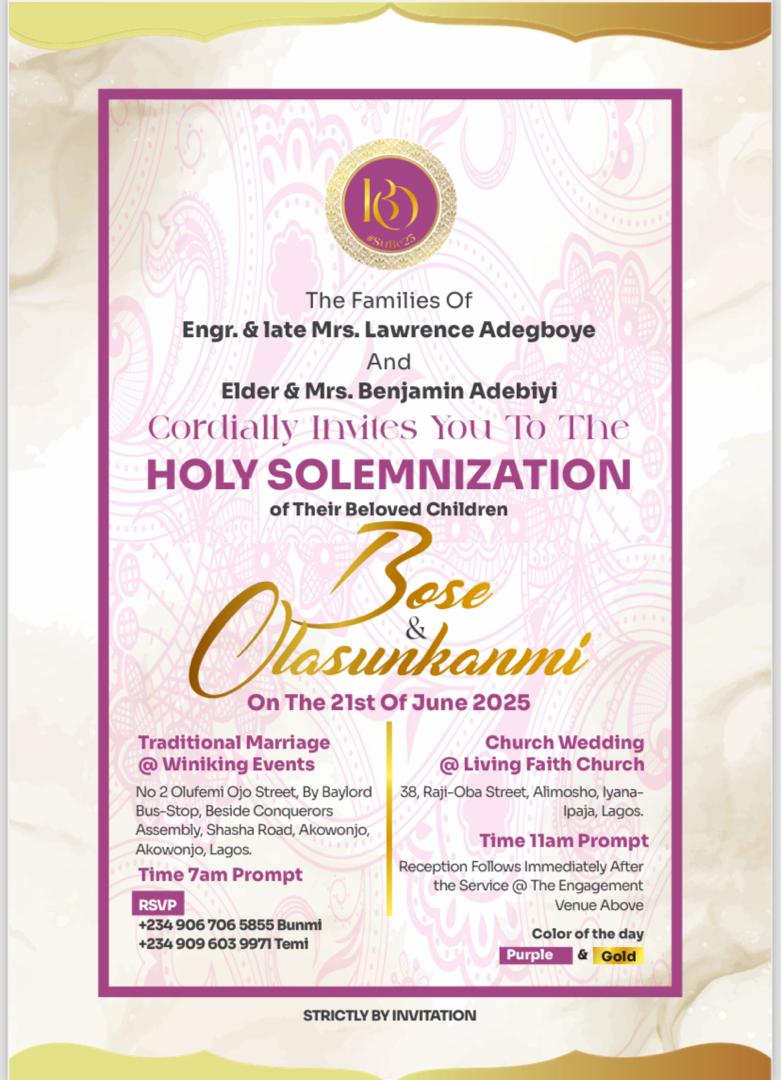 #SuBo25
The Families Of
Engr. & late Mrs. Lawrence Adegboye
And
Elder & Mrs. Benjamin Adebiyi
Cordially Invites You To The
HOLY SOLEMNIZATION
of Their Beloved Children
Bose
&
Olasunkanmi
On The 21st Of June 2025
Traditional Marriage
@ Winiking Events
No 2 Olufemi Ojo Street, By Baylord
Bus-Stop, Beside Conquerors
Assembly, Shasha Road, Akowonjo,
Akowonjo, Lagos.
Time 7am Prompt
RSVP
+234 906 706 5855 Bunmi
+234 909 603 9971 Temi
Church Wedding
@ Living Faith Church
38, Raji-Oba Street, Alimosho, Iyana-
Ipaja, Lagos.
Time 11am Prompt
Reception Follows Immediately After
the Service @ The Engagement
Venue Above
Color of the day
Purple & Gold
STRICTLY BY INVITATION